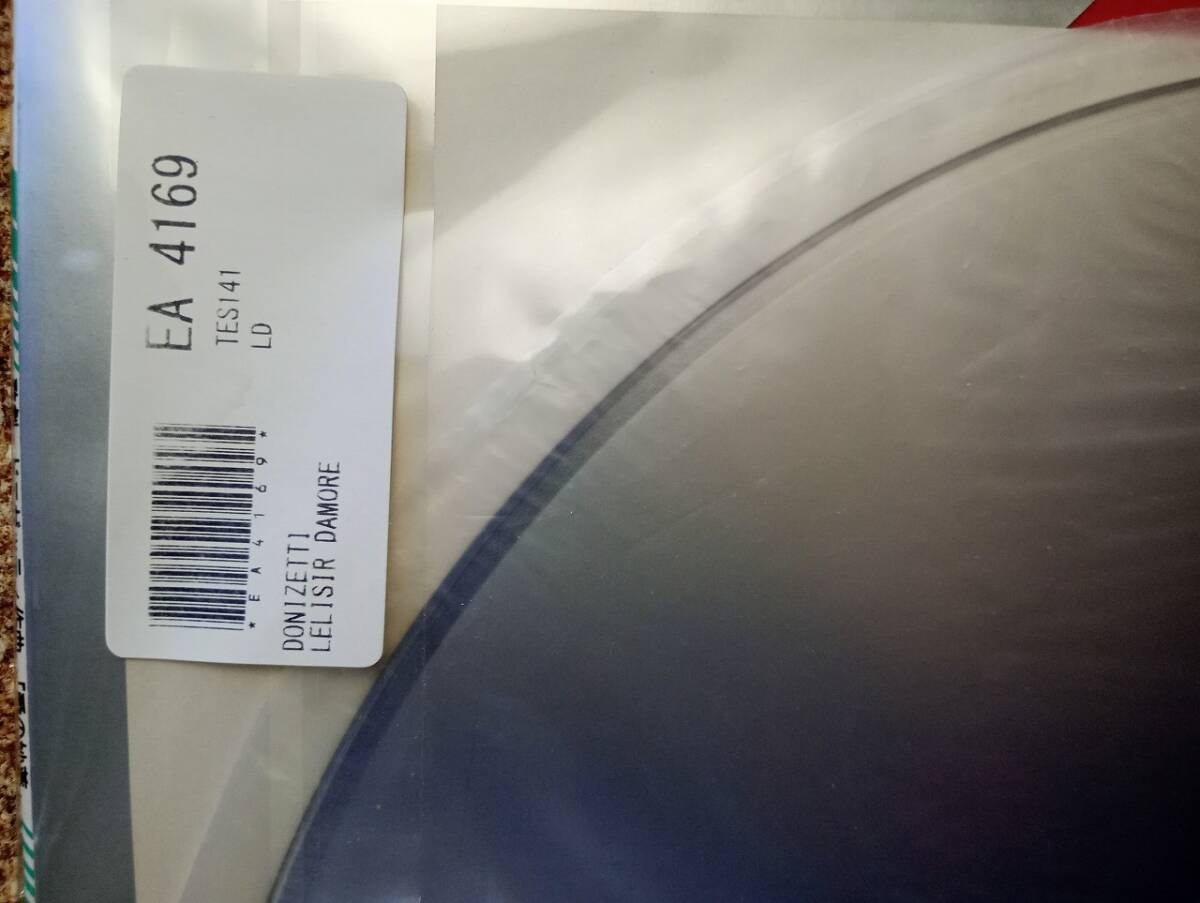 EA 4169
TES141
LD
*EA4169*
DONIZETTI
LELISIR DAMORE